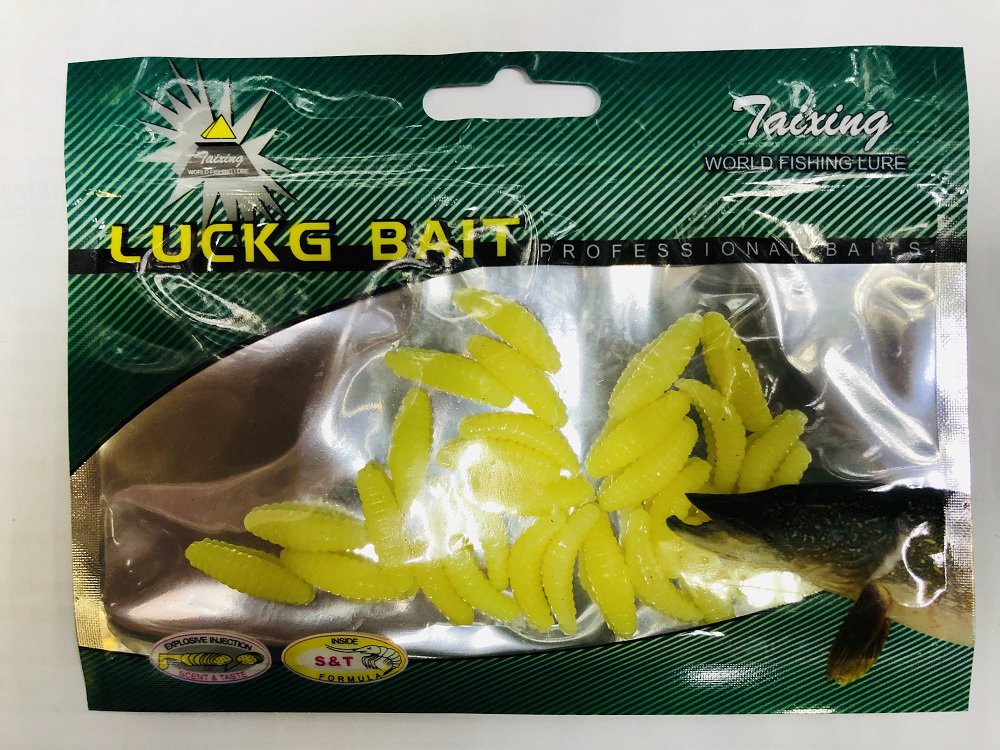 Taixing
WORLD FISHING LURE
Taixing
WORLD FISHING LURE
LUCKG BAIT
PROFESSIONAL BAITS
EXPLOSIVE INJECTION
SCENT & TASTE
INSIDE
S&T
FORMULA